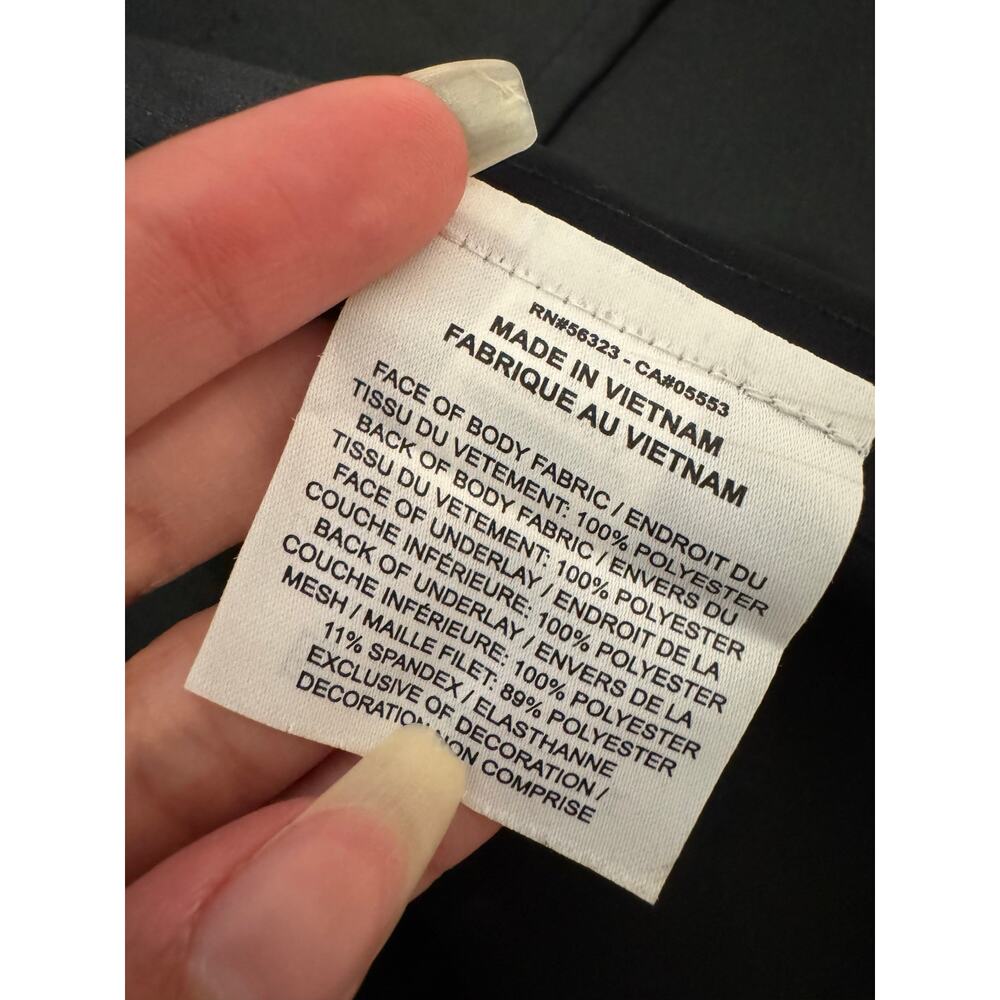 RN#56323 - CA#05553
MADE IN VIETNAM
FABRIQUE AU VIETNAM
FACE OF BODY FABRIC / ENDROIT DU
TISSU DU VETEMENT: 100% POLYESTER
BACK OF BODY FABRIC / ENVERS DU
TISSU DU VETEMENT: 100% POLYESTER
FACE OF UNDERLAY / ENDROIT DE LA
COUCHE INFÉRIEURE: 100% POLYESTER
BACK OF UNDERLAY / ENVERS DE LA
COUCHE INFÉRIEURE: 100% POLYESTER
MESH / MAILLE FILET: 89% POLYESTER
11% SPANDEX / ELASTHANNE
EXCLUSIVE OF DECORATION /
DECORATION NON COMPRISE